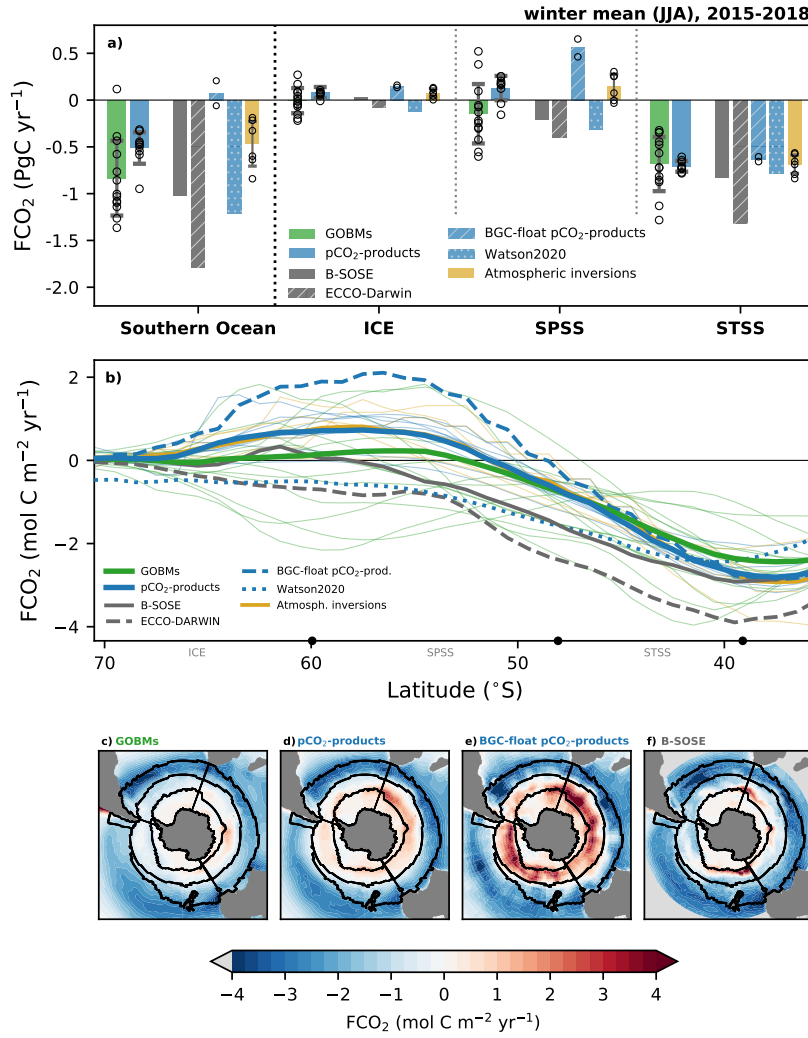 winter mean (JJA), 2015-2018
a)
FCO₂ (PgC yr⁻¹)
0.5
0
-0.5
-1.0
-1.5
-2.0
GOBMs
pCO₂-products
B-SOSE
ECCO-Darwin
BGC-float pCO₂-products
Watson2020
Atmospheric inversions
Southern Ocean
ICE
SPSS
STSS
b)
FCO₂ (mol C m⁻² yr⁻¹)
2
0
−2
−4
GOBMs
pCO₂-products
B-SOSE
ECCO-DARWIN
BGC-float pCO₂-prod.
Watson2020
Atmosph. inversions
70
60
50
40
ICE
SPSS
STSS
Latitude (°S)
c) GOBMs
d) pCO₂-products
e) BGC-float pCO₂-products
f) B-SOSE
−4 −3 −2 −1 0 1 2 3 4
FCO₂ (mol C m⁻² yr⁻¹)